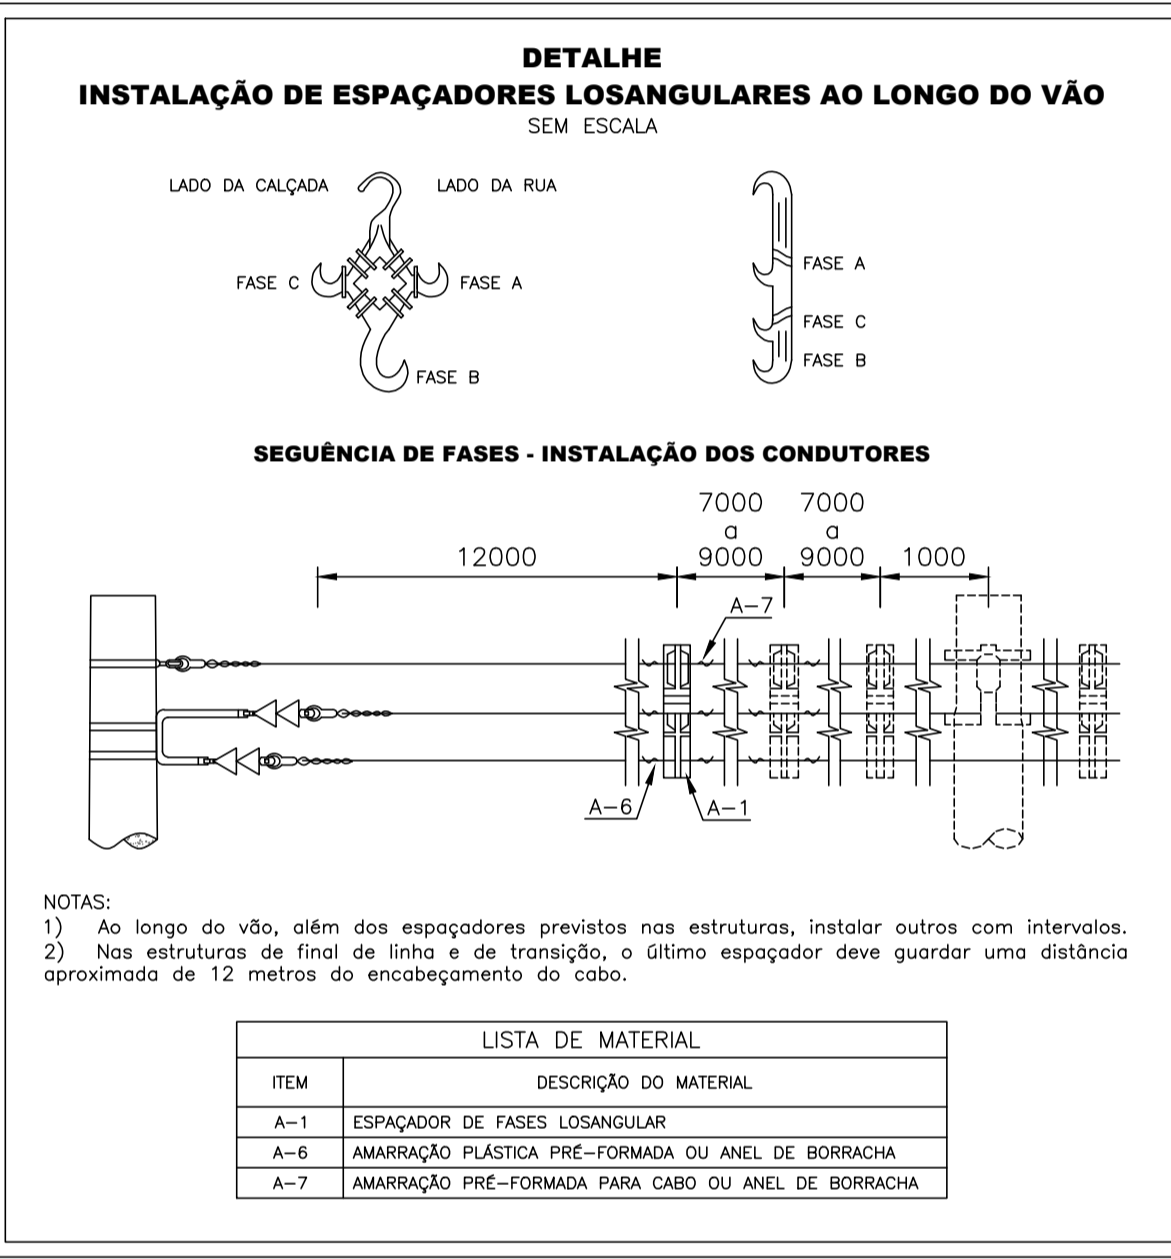 DETALHE
INSTALAÇÃO DE ESPAÇADORES LOSANGULARES AO LONGO DO VÃO
SEM ESCALA
LADO DA CALÇADA
LADO DA RUA
FASE C
FASE A
FASE B
FASE A
FASE C
FASE B
SEGUÊNCIA DE FASES - INSTALAÇÃO DOS CONDUTORES
12000
7000
a
9000
7000
a
9000
1000
A-7
A-6
A-1
NOTAS:
1) Ao longo do vão, além dos espaçadores previstos nas estruturas, instalar outros com intervalos.
2) Nas estruturas de final de linha e de transição, o último espaçador deve guardar uma distância
aproximada de 12 metros do encabeçamento do cabo.
LISTA DE MATERIAL
ITEM DESCRIÇÃO DO MATERIAL
A-1 ESPAÇADOR DE FASES LOSANGULAR
A-6 AMARRAÇÃO PLÁSTICA PRÉ-FORMADA OU ANEL DE BORRACHA
A-7 AMARRAÇÃO PRÉ-FORMADA PARA CABO OU ANEL DE BORRACHA